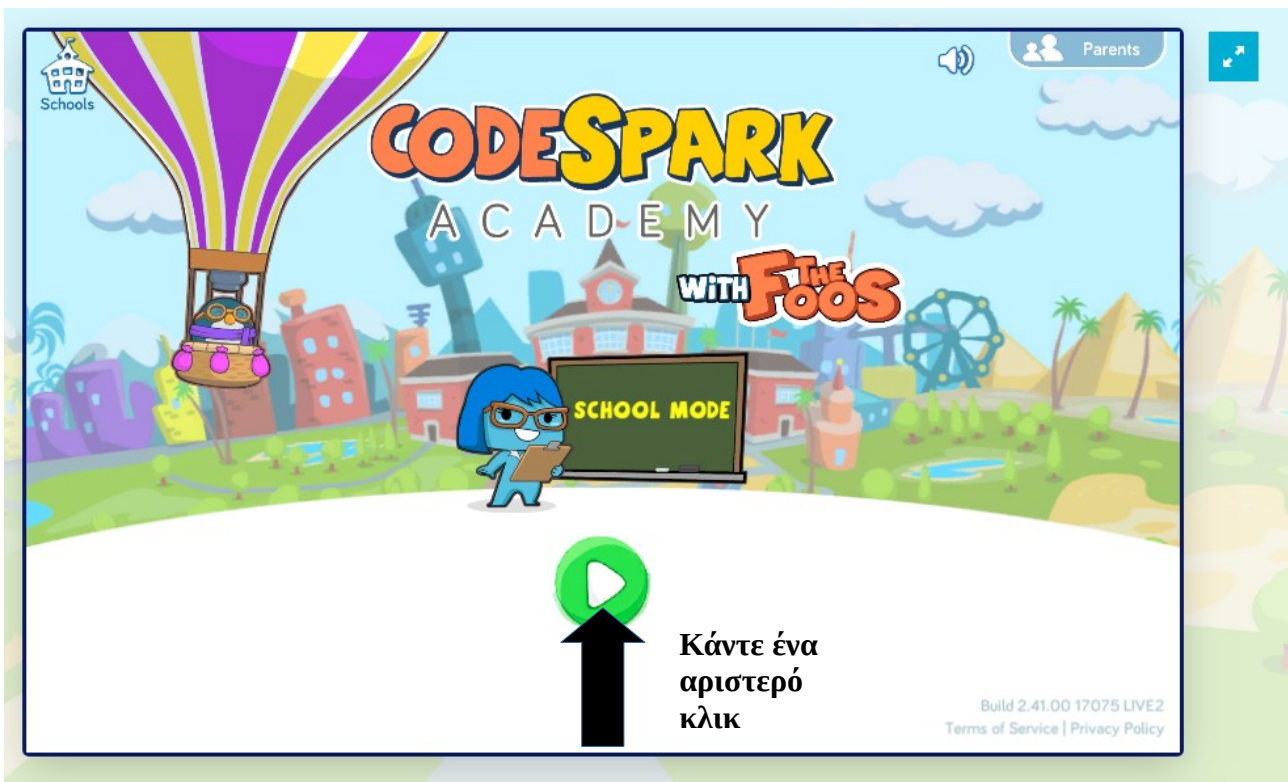 Parents
Schools
CODESPARK
ACADEMY
WITH THE FOOS
SCHOOL MODE
Κάντε ένα
αριστερό
κλικ
Build 2.41.00 17075 LIVE2
Terms of Service | Privacy Policy